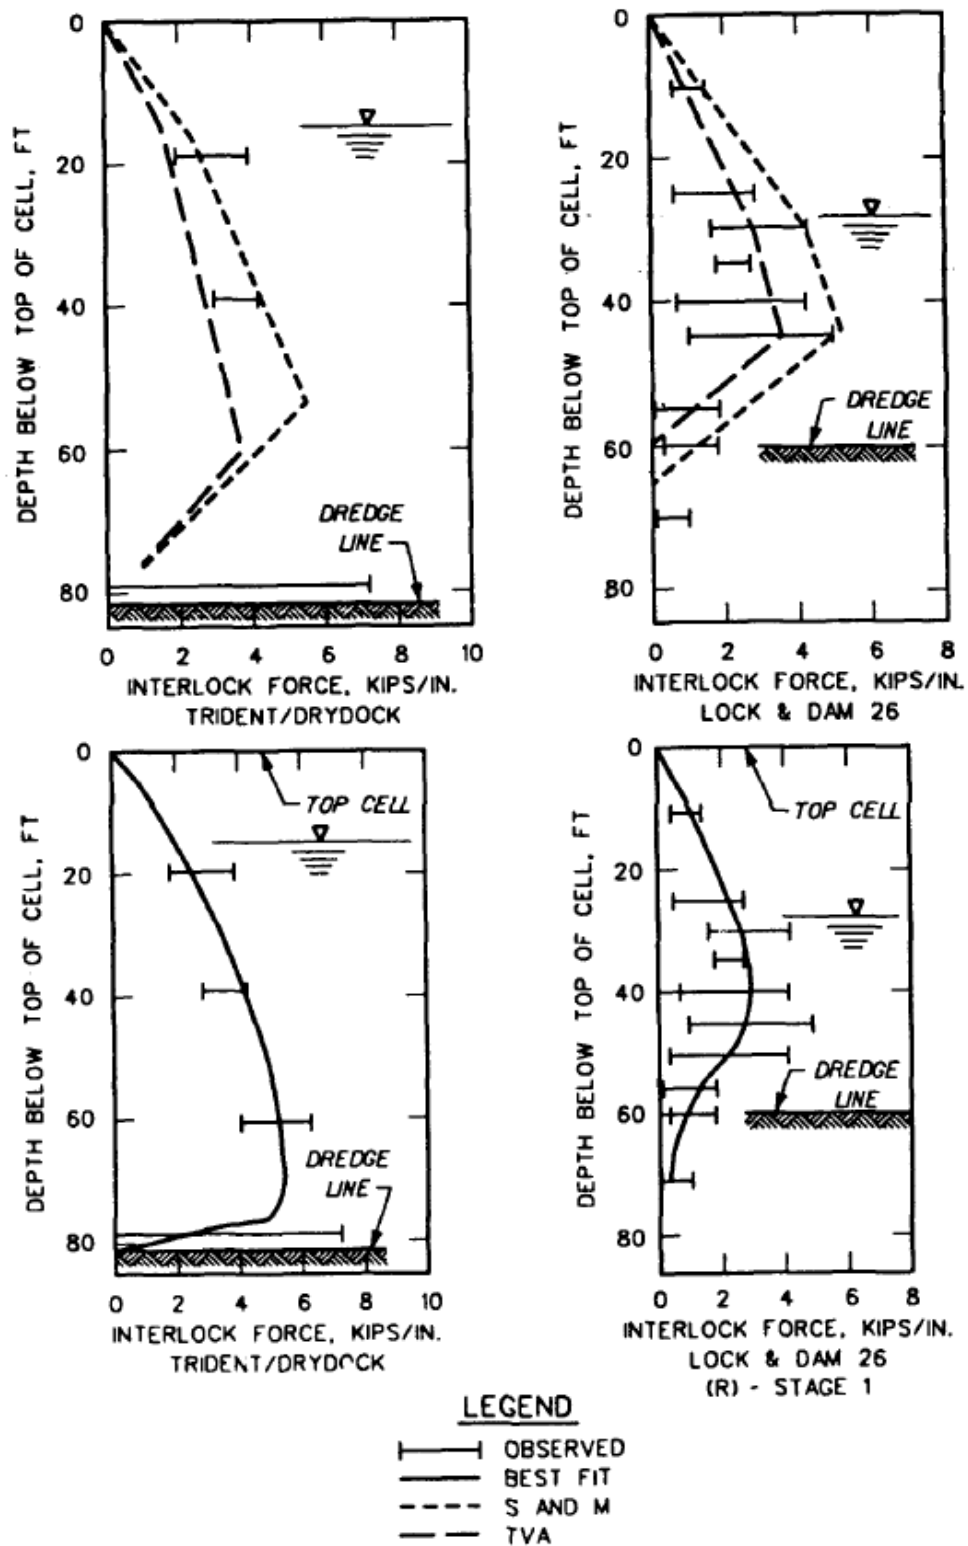 0
20
40
60
80
DEPTH BELOW TOP OF CELL, FT
DREDGE
LINE
0 2 4 6 8 10
INTERLOCK FORCE, KIPS/IN.
TRIDENT/DRYDOCK
0
20
40
60
80
DEPTH BELOW TOP OF CELL, FT
DREDGE
LINE
0 2 4 6 8
INTERLOCK FORCE, KIPS/IN.
LOCK & DAM 26
0
20
40
60
80
DEPTH BELOW TOP OF CELL, FT
TOP CELL
DREDGE
LINE
0 2 4 6 8 10
INTERLOCK FORCE, KIPS/IN.
TRIDENT/DRYDOCK
0
20
40
60
80
DEPTH BELOW TOP OF CELL, FT
TOP CELL
DREDGE
LINE
0 2 4 6 8
INTERLOCK FORCE, KIPS/IN.
LOCK & DAM 26
(R) - STAGE 1
LEGEND
OBSERVED
BEST FIT
S AND M
TVA